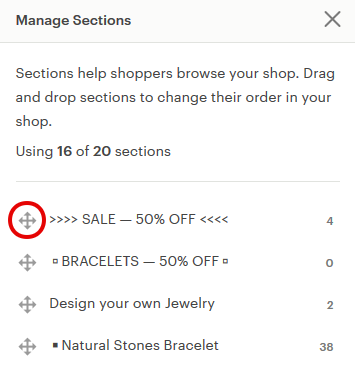 Manage Sections
Sections help shoppers browse your shop. Drag
and drop sections to change their order in your
shop.
Using 16 of 20 sections
>>>> SALE — 50% OFF <<<< 4
▫ BRACELETS — 50% OFF ▫ 0
Design your own Jewelry 2
▪ Natural Stones Bracelet 38